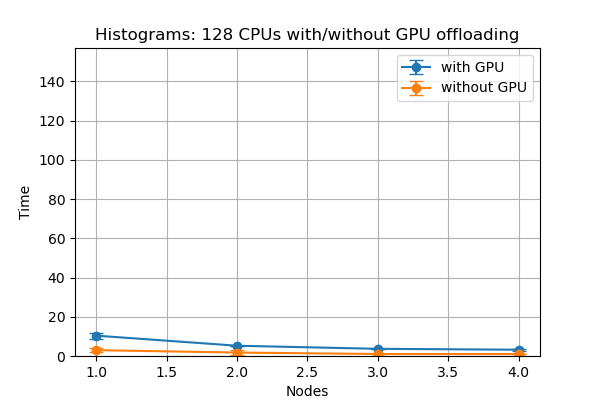 Histograms: 128 CPUs with/without GPU offloading
with GPU
without GPU
140
120
100
80
60
40
20
0
Time
1.0 1.5 2.0 2.5 3.0 3.5 4.0
Nodes